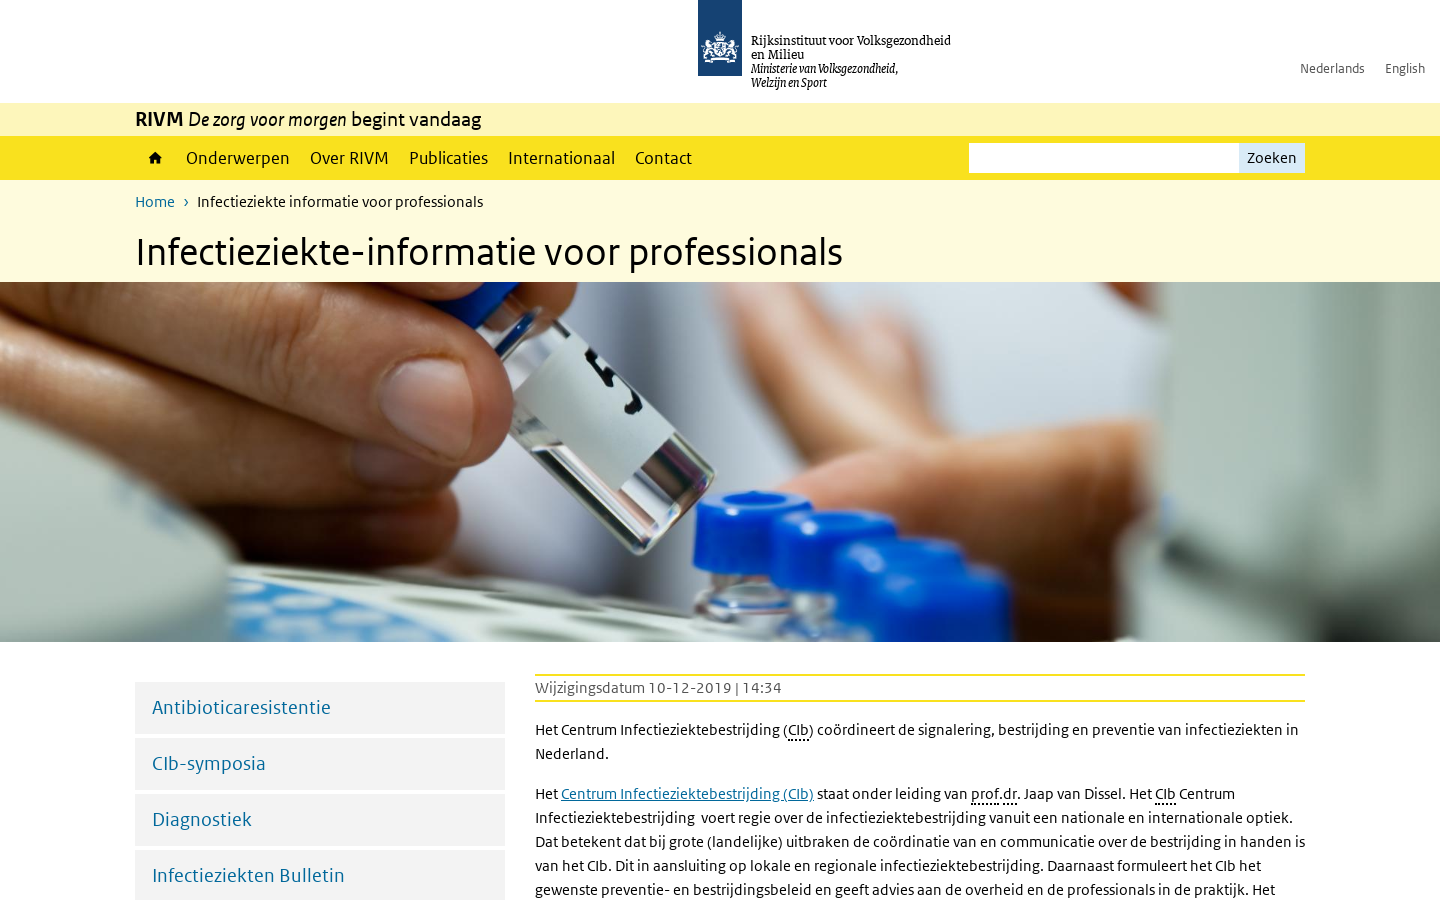 Rijksinstituut voor Volksgezondheid
en Milieu
Ministerie van Volksgezondheid,
Welzijn en Sport
Nederlands English
RIVM De zorg voor morgen begint vandaag
Onderwerpen Over RIVM Publicaties Internationaal Contact Zoeken
Home › Infectieziekte informatie voor professionals
Infectieziekte-informatie voor professionals
Antibioticaresistentie
CIb-symposia
Diagnostiek
Infectieziekten Bulletin
Wijzigingsdatum 10-12-2019 | 14:34
Het Centrum Infectieziektebestrijding (CIb) coördineert de signalering, bestrijding en preventie van infectieziekten in
Nederland.
Het Centrum Infectieziektebestrijding (CIb) staat onder leiding van prof.dr. Jaap van Dissel. Het CIb Centrum
Infectieziektebestrijding voert regie over de infectieziektebestrijding vanuit een nationale en internationale optiek.
Dat betekent dat bij grote (landelijke) uitbraken de coördinatie van en communicatie over de bestrijding in handen is
van het CIb. Dit in aansluiting op lokale en regionale infectieziektebestrijding. Daarnaast formuleert het CIb het
gewenste preventie- en bestrijdingsbeleid en geeft advies aan de overheid en de professionals in de praktijk. Het